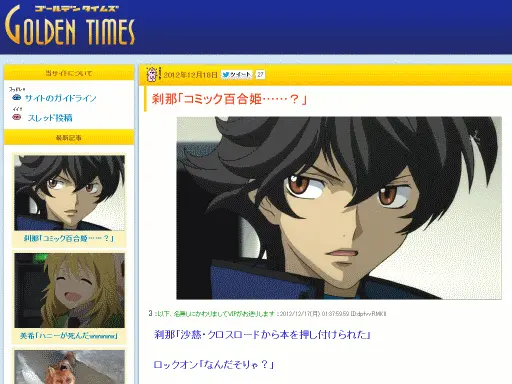 ゴールデンタイムズ
GOLDEN TIMES
当サイトについて
サイトのガイドライン
スレッド投稿
最新記事
刹那「コミック百合姫……？」
美希「ハニーが死んだwwwwww」
2012年12月18日 ツイート 27
刹那「コミック百合姫……？」
以下、名無しにかわりましてVIPがお送りします：2012/12/17(月) 01:37:59.59
刹那「沙慈・クロスロードから本を押し付けられた」
ロックオン「なんだそりゃ？」